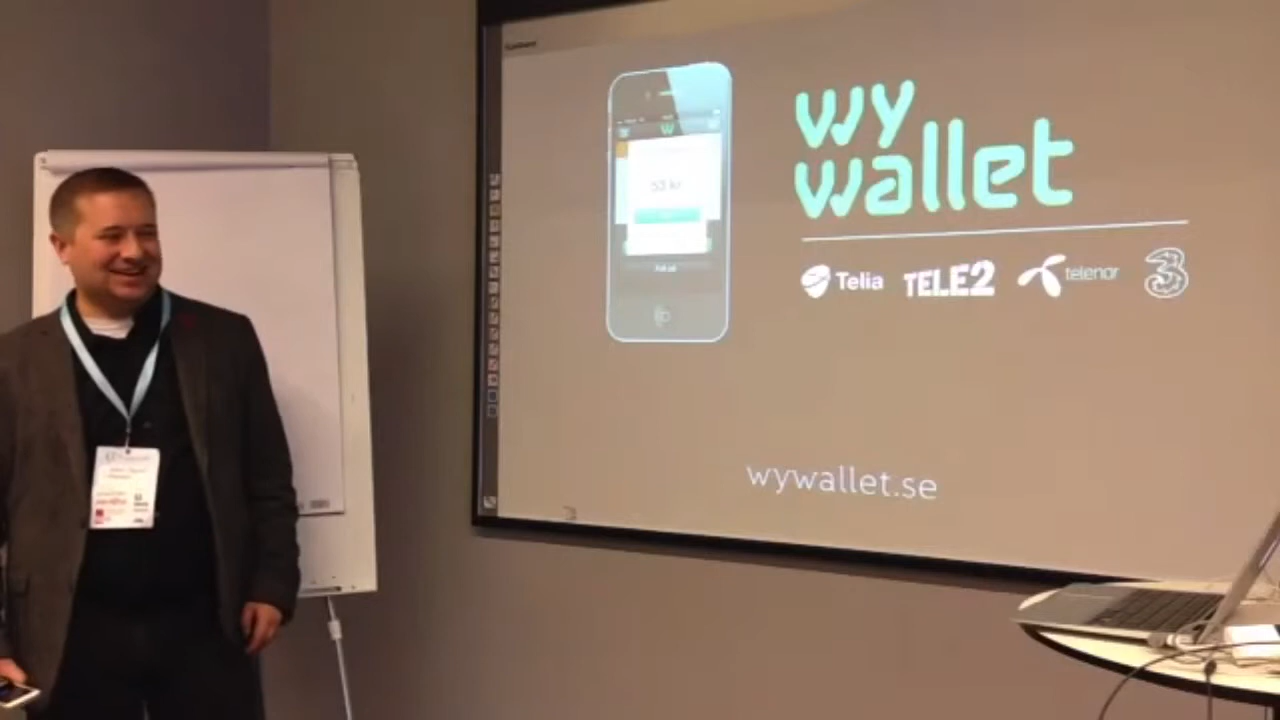 wy
wallet
Telia TELE2 telenor 3
53 kr
wywallet.se